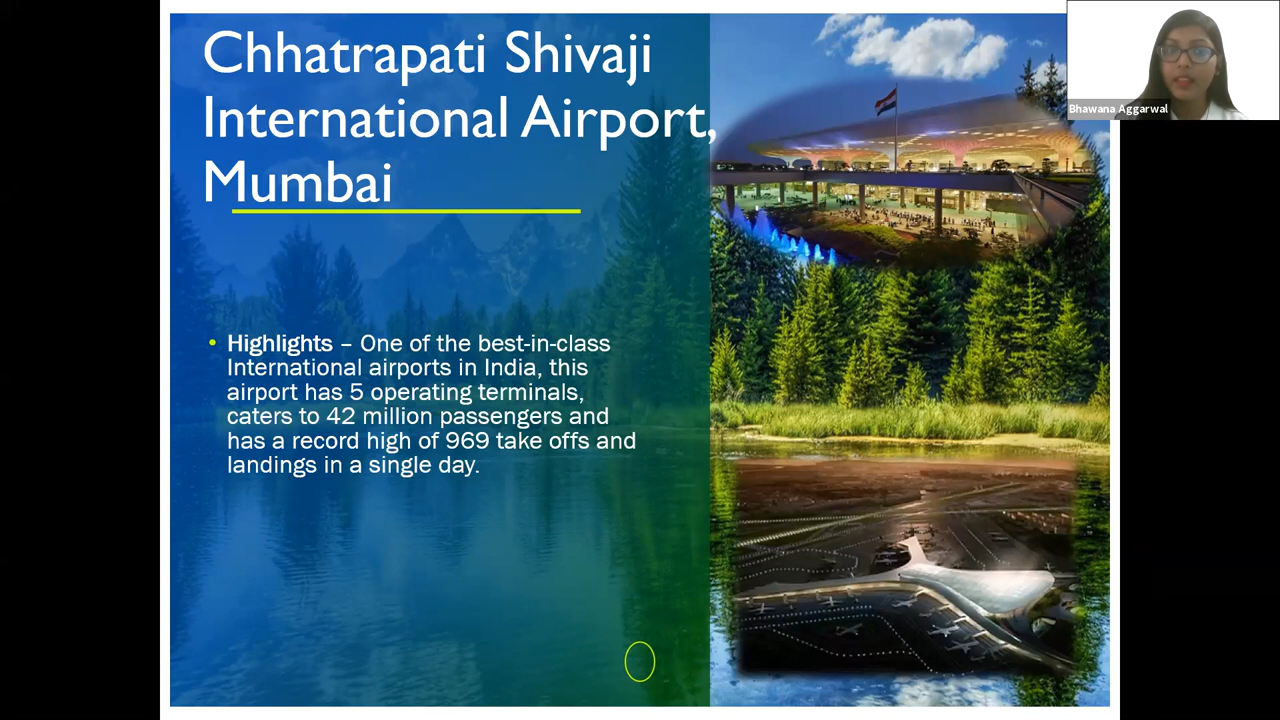 Chhatrapati Shivaji
International Airport,
Mumbai
Bhawana Aggarwal
• Highlights – One of the best-in-class
International airports in India, this
airport has 5 operating terminals,
caters to 42 million passengers and
has a record high of 969 take offs and
landings in a single day.